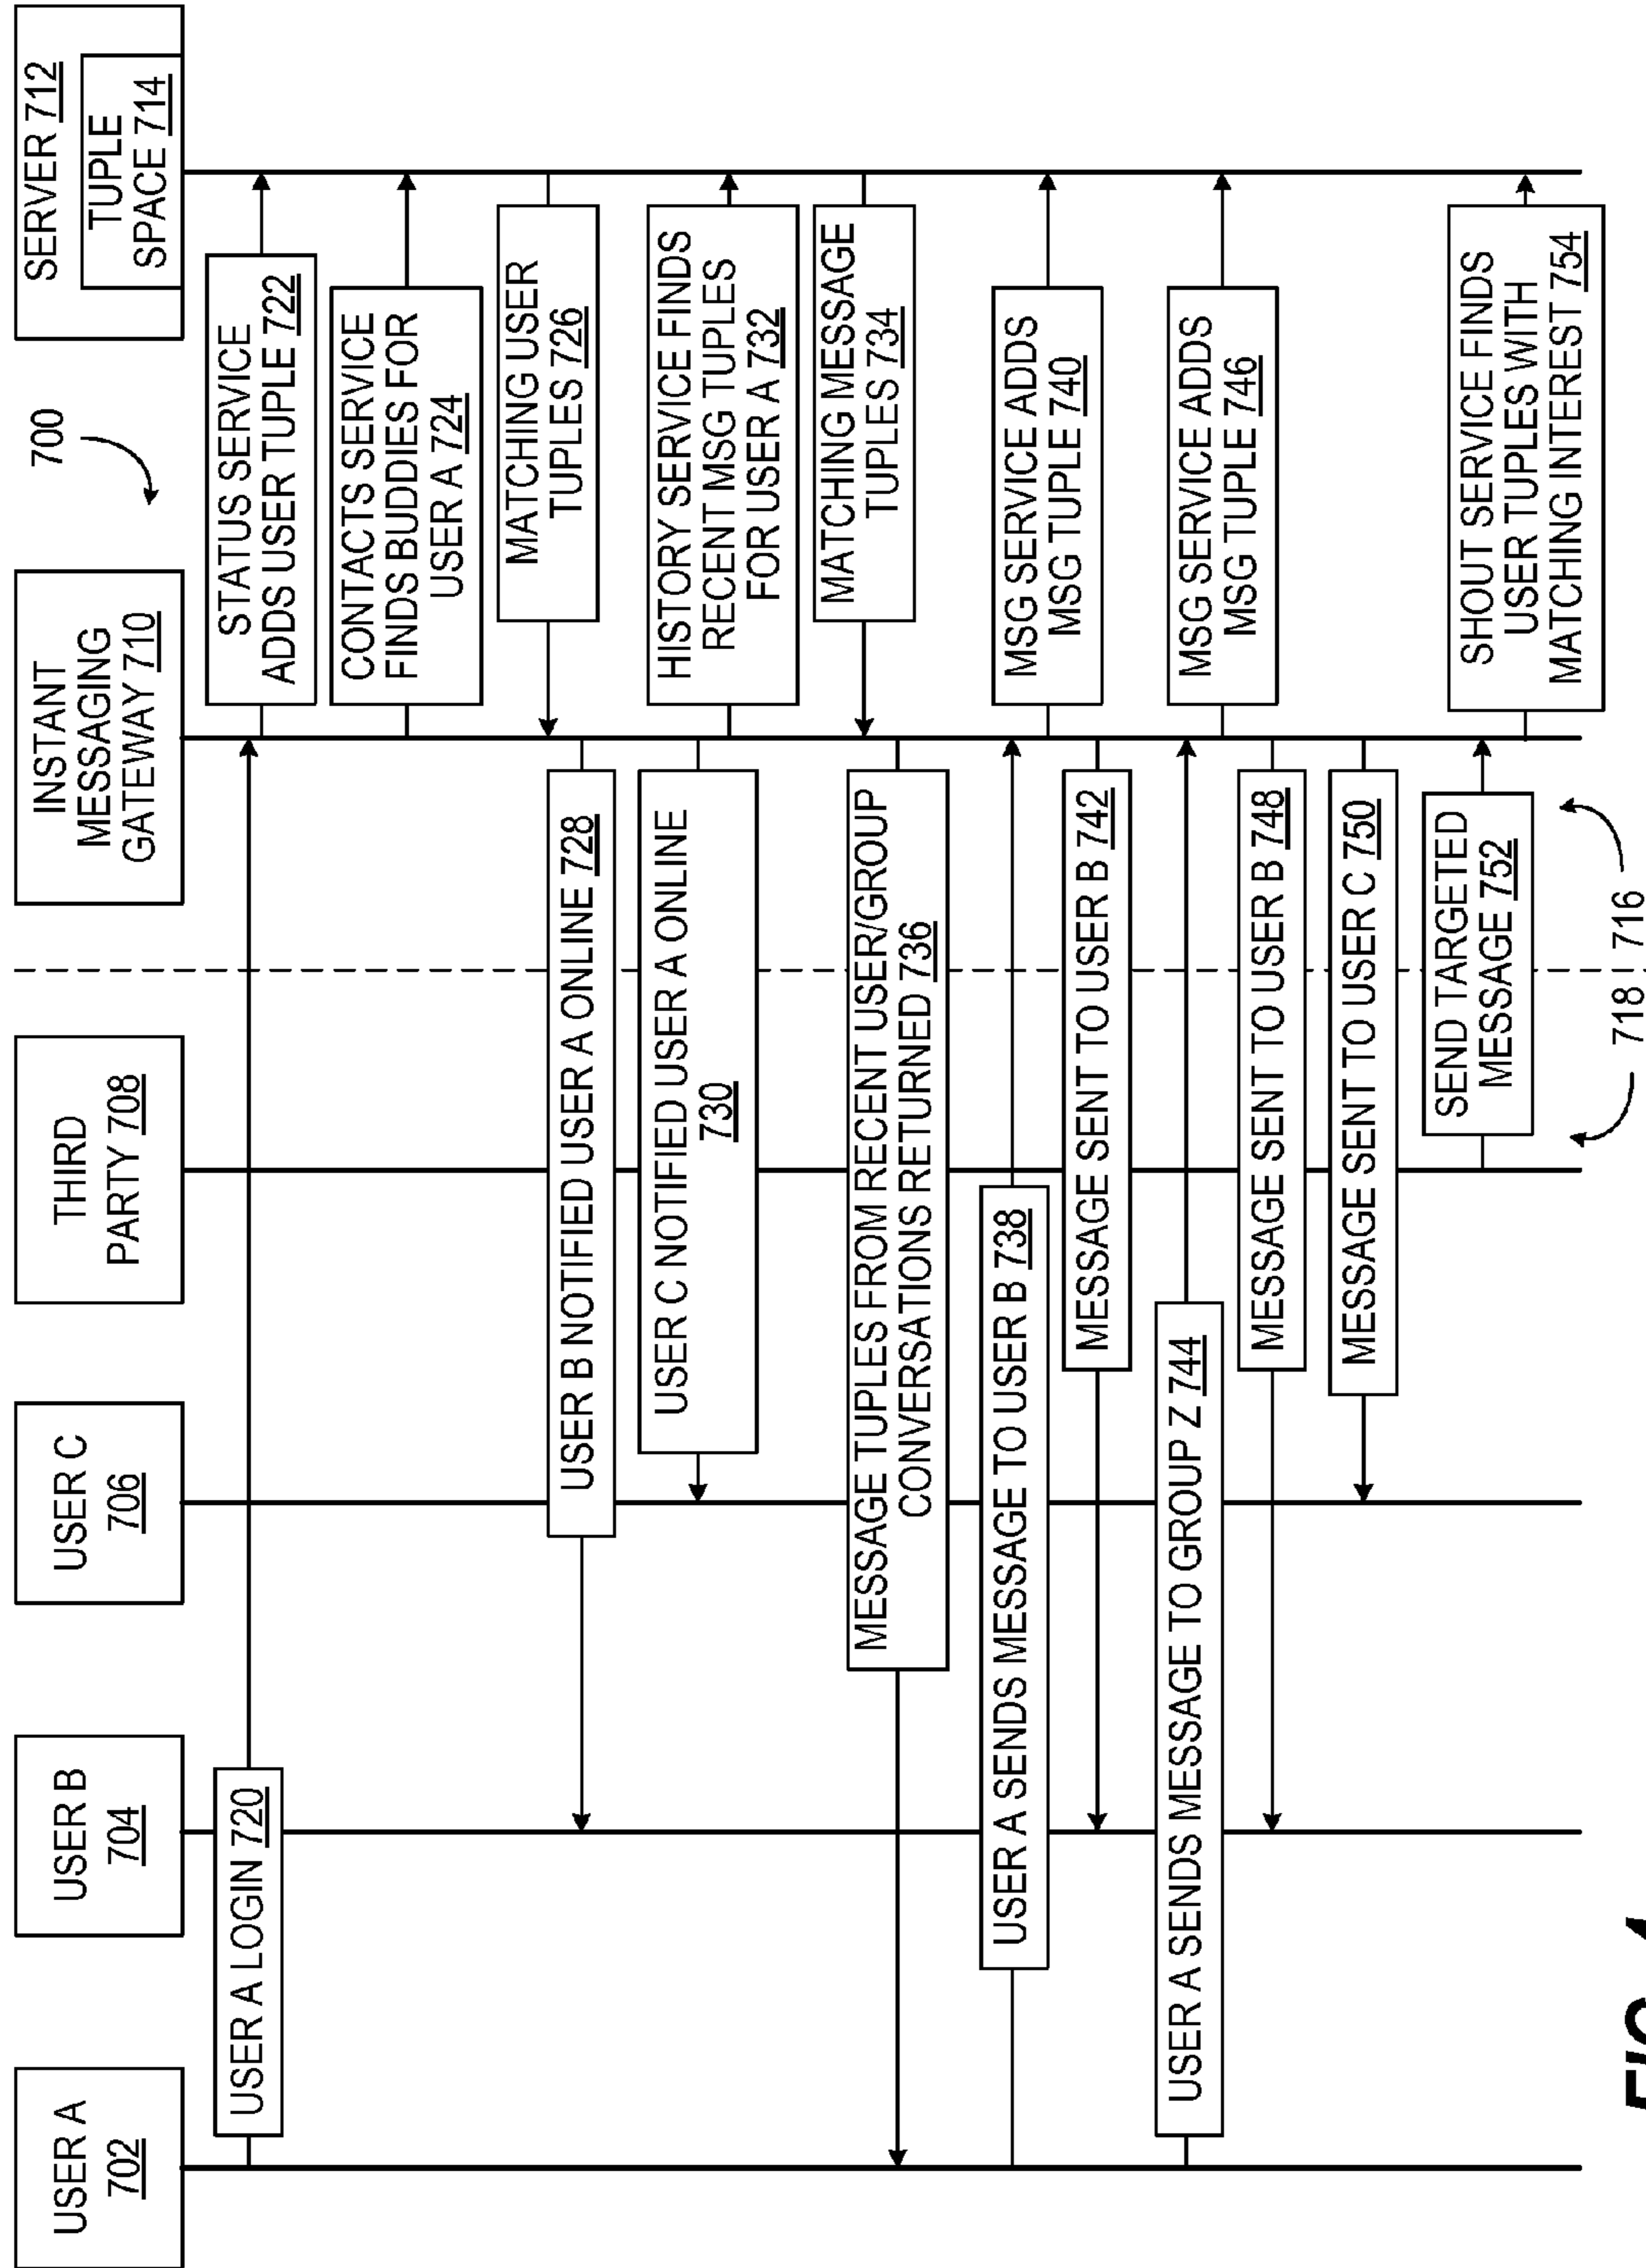 USER A
702
USER B
704
USER C
706
THIRD
PARTY 708
INSTANT
MESSAGING
GATEWAY 710
SERVER 712
TUPLE
SPACE 714
700
USER A LOGIN 720
STATUS SERVICE
ADDS USER TUPLE 722
CONTACTS SERVICE
FINDS BUDDIES FOR
USER A 724
MATCHING USER
TUPLES 726
USER B NOTIFIED USER A ONLINE 728
USER C NOTIFIED USER A ONLINE
730
HISTORY SERVICE FINDS
RECENT MSG TUPLES
FOR USER A 732
MATCHING MESSAGE
TUPLES 734
MESSAGE TUPLES FROM RECENT USER/GROUP
CONVERSATIONS RETURNED 736
USER A SENDS MESSAGE TO USER B 738
MSG SERVICE ADDS
MSG TUPLE 740
MESSAGE SENT TO USER B 742
USER A SENDS MESSAGE TO GROUP Z 744
MSG SERVICE ADDS
MSG TUPLE 746
MESSAGE SENT TO USER B 748
MESSAGE SENT TO USER C 750
SEND TARGETED
MESSAGE 752
SHOUT SERVICE FINDS
USER TUPLES WITH
MATCHING INTEREST 754
718
716